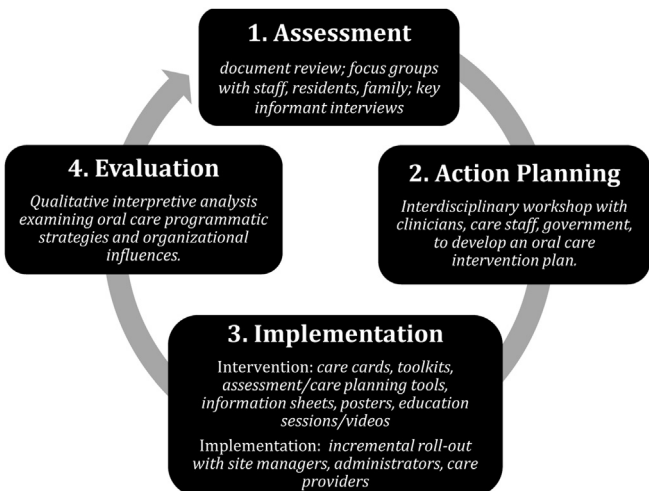 1. Assessment
document review; focus groups
with staff, residents, family; key
informant interviews
2. Action Planning
Interdisciplinary workshop with
clinicians, care staff, government,
to develop an oral care
intervention plan.
3. Implementation
Intervention: care cards, toolkits,
assessment/care planning tools,
information sheets, posters, education
sessions/videos
Implementation: incremental roll-out
with site managers, administrators, care
providers
4. Evaluation
Qualitative interpretive analysis
examining oral care programmatic
strategies and organizational
influences.